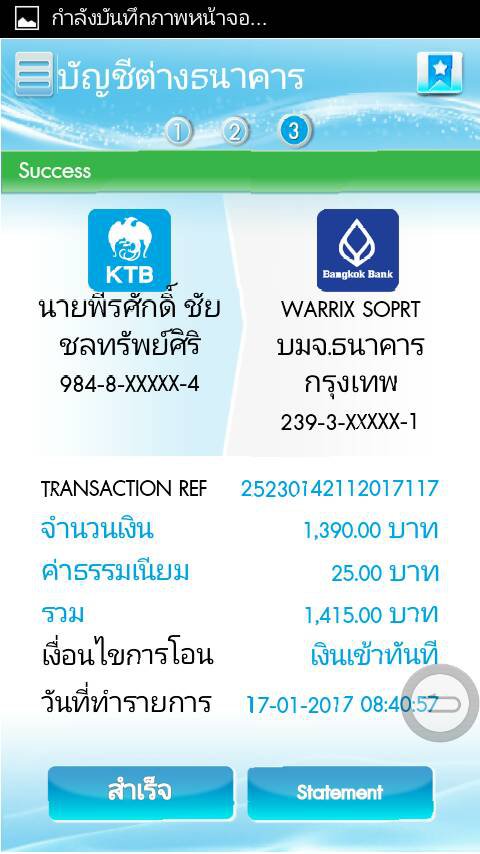 กำลังบันทึกภาพหน้าจอ...
บัญชีต่างธนาคาร
1 2 3
Success
KTB
Bangkok Bank
นายพีรศักดิ์ ชัย
ชลทรัพย์ศิริ
984-8-XXXXX-4
WARRIX SOPRT
บมจ.ธนาคาร
กรุงเทพ
239-3-XXXXX-1
TRANSACTION REF 25230142112017117
จำนวนเงิน 1,390.00 บาท
ค่าธรรมเนียม 25.00 บาท
รวม 1,415.00 บาท
เงื่อนไขการโอน เงินเข้าทันที
วันที่ทำรายการ 17-01-2017 08:40:57
สำเร็จ Statement